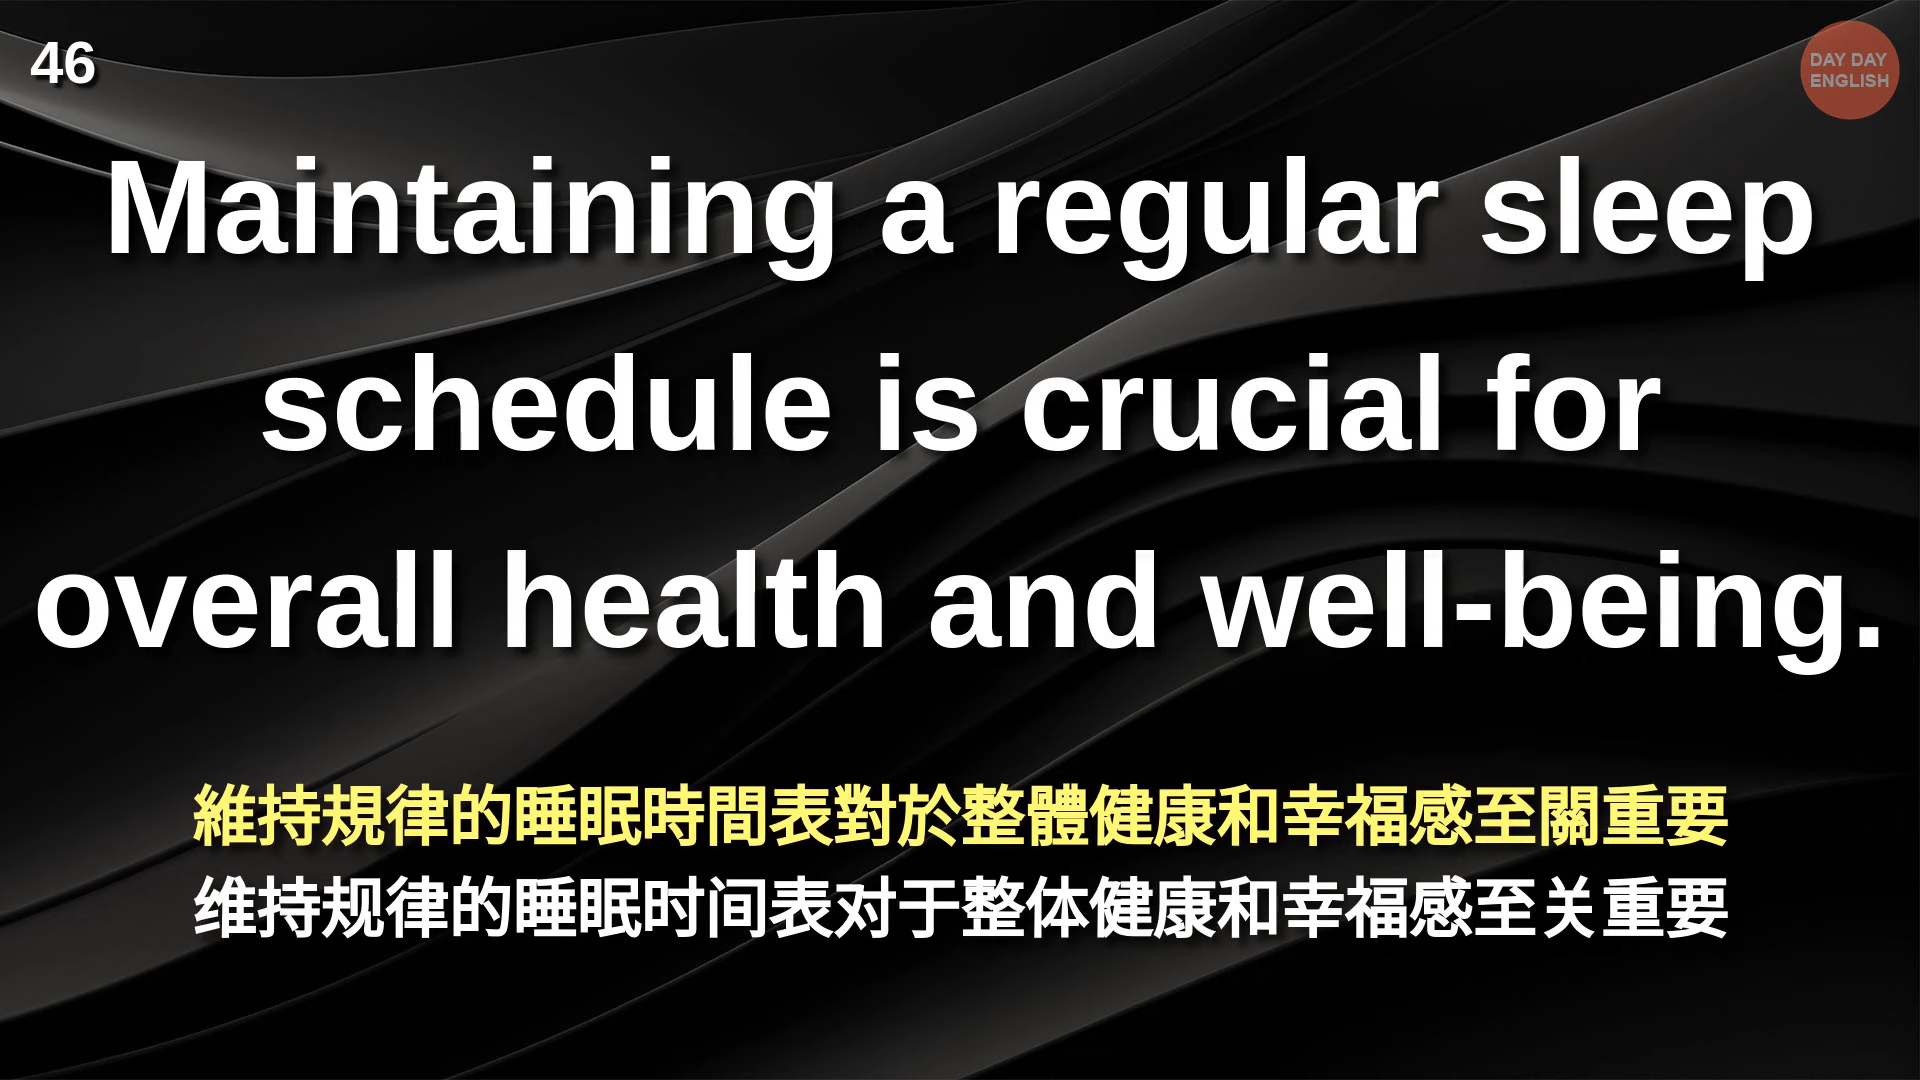 46
DAY DAY
ENGLISH
Maintaining a regular sleep
schedule is crucial for
overall health and well-being.
維持規律的睡眠時間表對於整體健康和幸福感至關重要
维持规律的睡眠时间表对于整体健康和幸福感至关重要